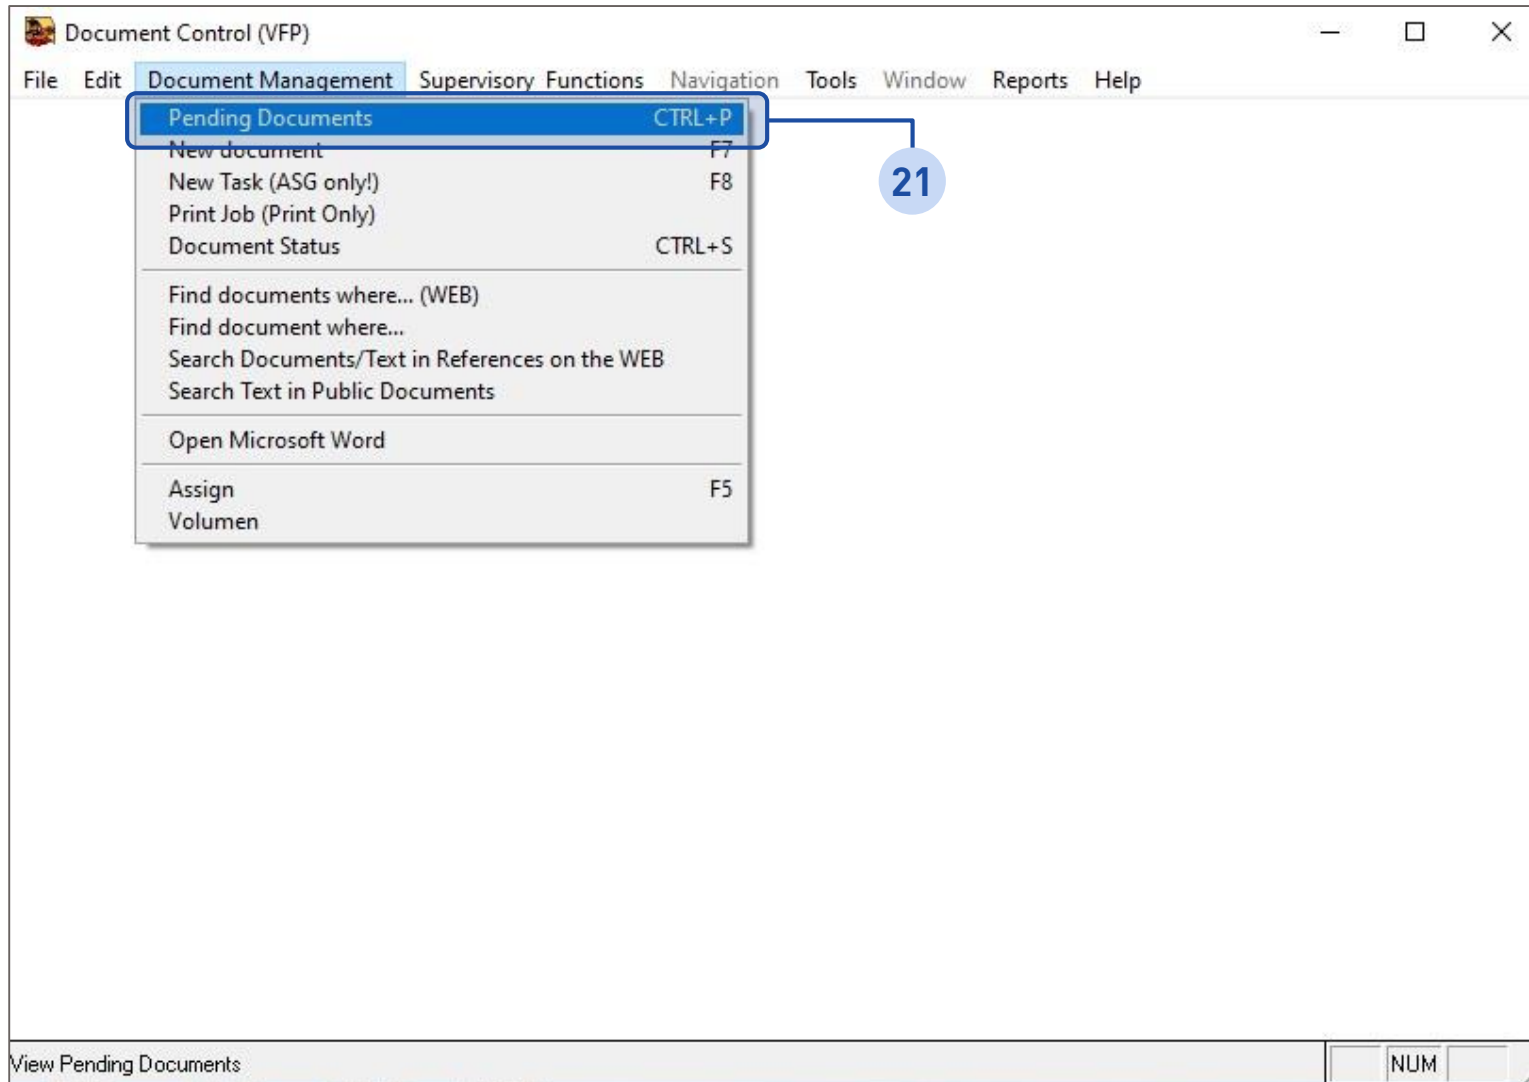 Document Control (VFP)
File Edit Document Management Supervisory Functions Navigation Tools Window Reports Help
Pending Documents CTRL+P
New document F7
21
New Task (ASG only!) F8
Print Job (Print Only)
Document Status CTRL+S
Find documents where... (WEB)
Find document where...
Search Documents/Text in References on the WEB
Search Text in Public Documents
Open Microsoft Word
Assign F5
Volumen
View Pending Documents NUM